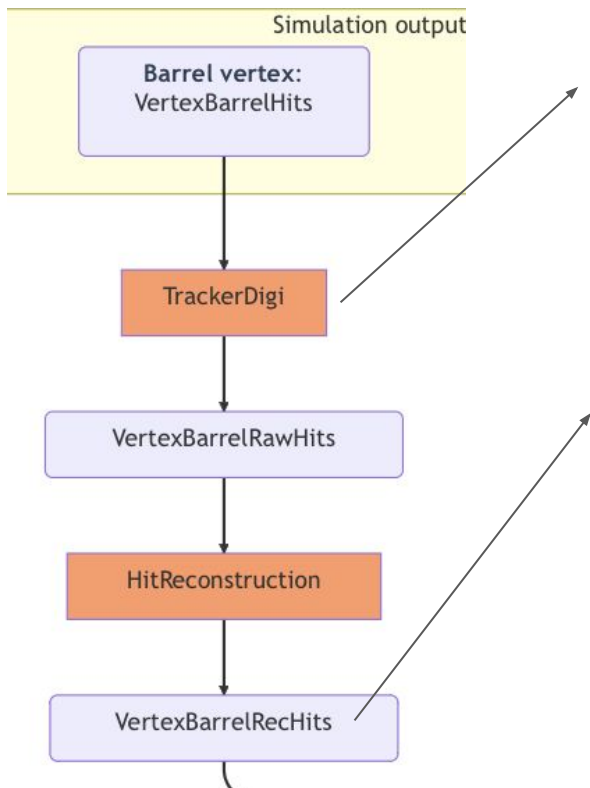 Simulation output
Barrel vertex:
VertexBarrelHits
TrackerDigi
VertexBarrelRawHits
HitReconstruction
VertexBarrelRecHits